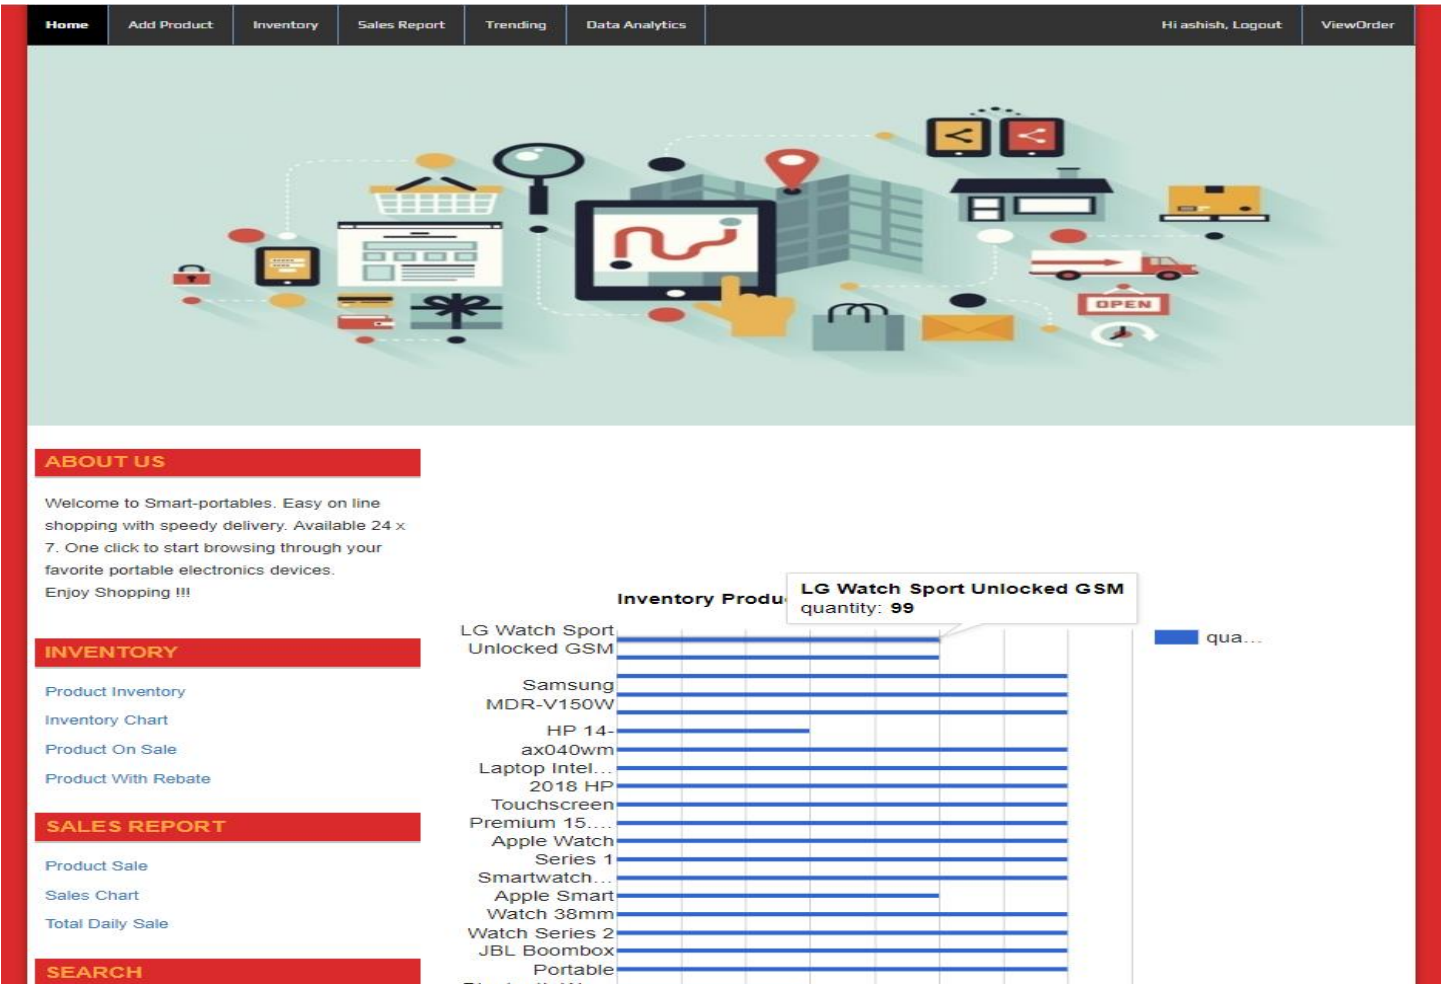 Home Add Product Inventory Sales Report Trending Data Analytics Hi ashish, Logout ViewOrder
OPEN
ABOUT US
Welcome to Smart-portables. Easy on line
shopping with speedy delivery. Available 24 x
7. One click to start browsing through your
favorite portable electronics devices.
Enjoy Shopping !!!
INVENTORY
Product Inventory
Inventory Chart
Product On Sale
Product With Rebate
SALES REPORT
Product Sale
Sales Chart
Total Daily Sale
SEARCH
Inventory Produ
LG Watch Sport Unlocked GSM
quantity: 99
qua...
LG Watch Sport
Unlocked GSM
Samsung
MDR-V150W
HP 14-
ax040wm
Laptop Intel...
2018 HP
Touchscreen
Premium 15....
Apple Watch
Series 1
Smartwatch...
Apple Smart
Watch 38mm
Watch Series 2
JBL Boombox
Portable